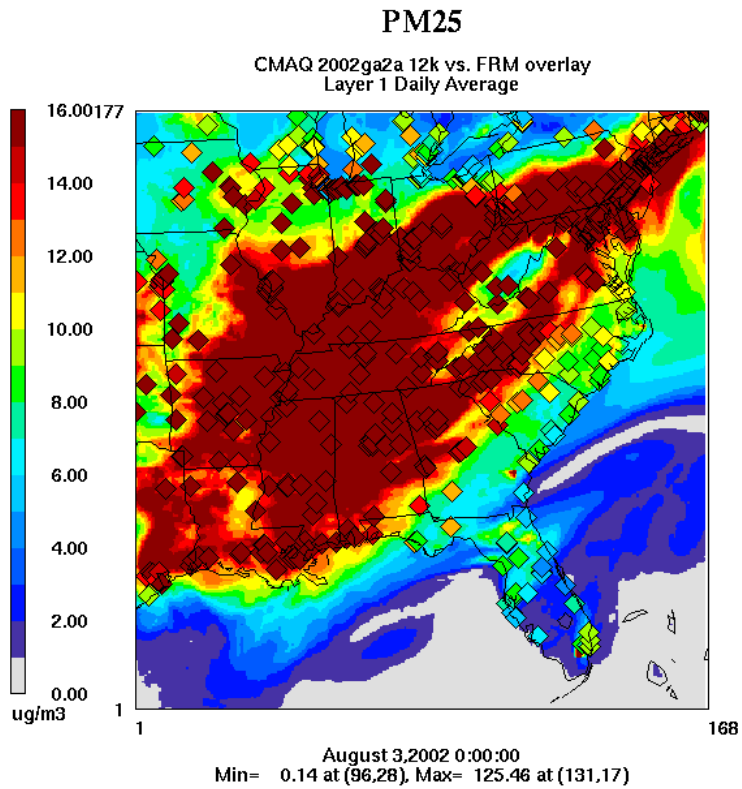 PM25
CMAQ 2002ga2a 12k vs. FRM overlay
Layer 1 Daily Average
16.00
14.00
12.00
10.00
8.00
6.00
4.00
2.00
0.00
ug/m3
177
1
1
168
August 3,2002 0:00:00
Min= 0.14 at (96,28), Max= 125.46 at (131,17)